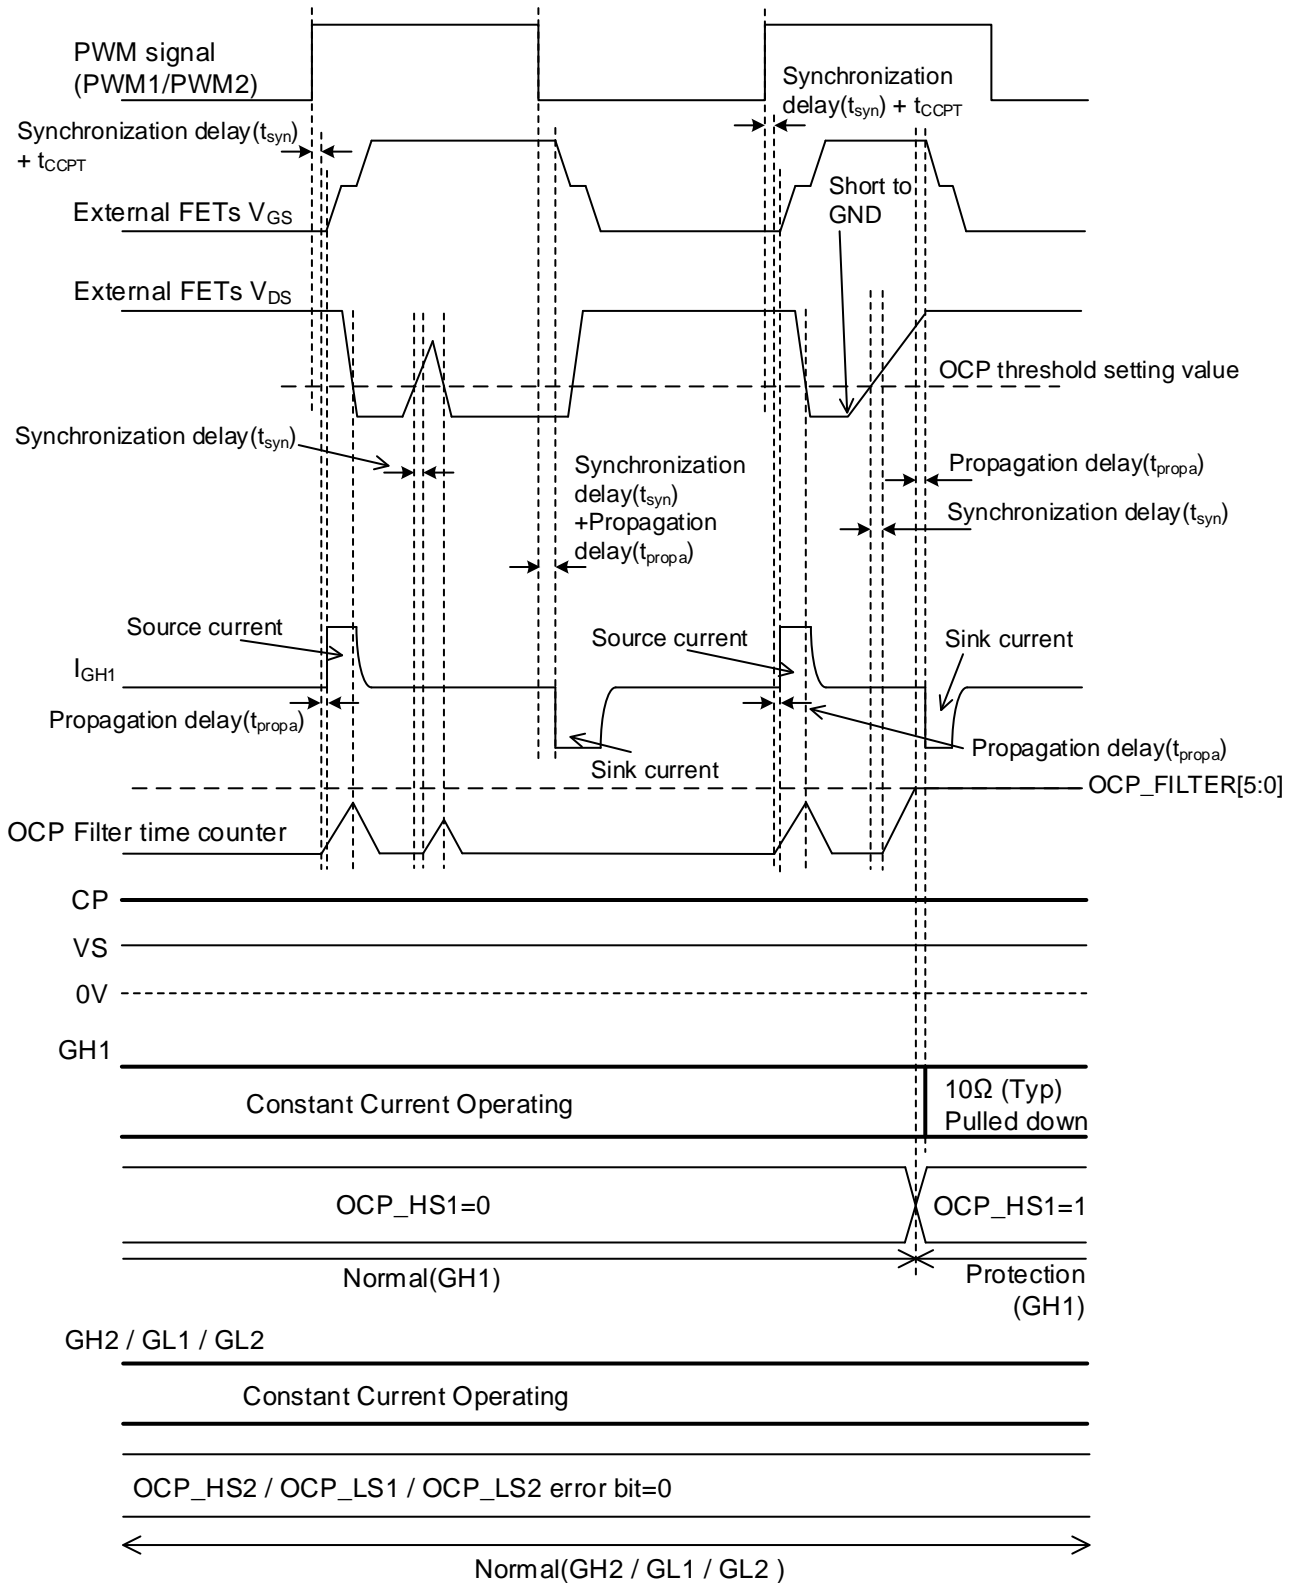 PWM signal
(PWM1/PWM2)
Synchronization
delay(tsyn) + tCCPT
Synchronization delay(tsyn)
+ tCCPT
Short to
GND
External FETs VGS
External FETs VDS
OCP threshold setting value
Synchronization delay(tsyn)
Synchronization
delay(tsyn)
+Propagation
delay(tpropa)
Propagation delay(tpropa)
Synchronization delay(tsyn)
Source current
Source current
Sink current
IGH1
Propagation delay(tpropa)
Sink current
Propagation delay(tpropa)
OCP_FILTER[5:0]
OCP Filter time counter
CP
VS
0V
GH1
Constant Current Operating
10Ω (Typ)
Pulled down
OCP_HS1=0
OCP_HS1=1
Normal(GH1)
Protection
(GH1)
GH2 / GL1 / GL2
Constant Current Operating
OCP_HS2 / OCP_LS1 / OCP_LS2 error bit=0
Normal(GH2 / GL1 / GL2 )